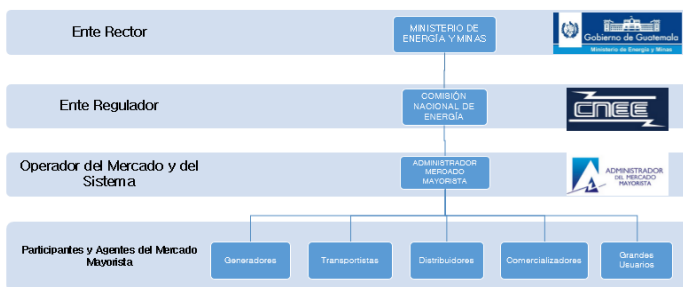 Ente Rector
MINISTERIO DE
ENERGÍA Y MINAS
Gobierno de Guatemala
Ministerio de Energía y Minas
Ente Regulador
COMISIÓN
NACIONAL DE
ENERGÍA
CNEE
Operador del Mercado y del
Sistema
ADMINISTRADOR
MERCADO
MAYORISTA
ADMINISTRADOR
DEL MERCADO
MAYORISTA
Participantes y Agentes del Mercado
Mayorista
Generadores
Transportistas
Distribuidores
Comercializadores
Grandes
Usuarios